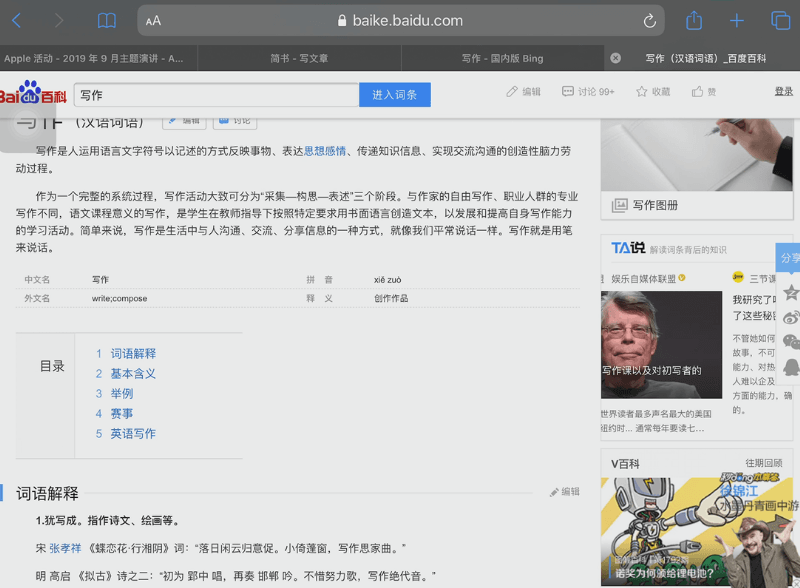 AA
baike.baidu.com
Apple 活动 - 2019 年 9 月主题演讲 - A...
简书 - 写文章
写作 - 国内版 Bing
写作（汉语词语）_百度百科
Bai du 百科
写作
进入词条
编辑
讨论 99+
收藏
赞
登录
写作（汉语词语）
编辑
讨论
写作是人运用语言文字符号以记述的方式反映事物、表达思想感情、传递知识信息、实现交流沟通的创造性脑力劳
动过程。
作为一个完整的系统过程，写作活动大致可分为“采集—构思—表述”三个阶段。与作家的自由写作、职业人群的专业
写作不同，语文课程意义的写作，是学生在教师指导下按照特定要求用书面语言创造文本，以发展和提高自身写作能力
的学习活动。简单来说，写作是生活中与人沟通、交流、分享信息的一种方式，就像我们平常说话一样。写作就是用笔
来说话。
中文名 写作 拼 音 xiě zuò
外文名 write;compose 释 义 创作作品
目录
1 词语解释
2 基本含义
3 举例
4 赛事
5 英语写作
词语解释
编辑
1.犹写成。指作诗文、绘画等。
宋 张孝祥 《蝶恋花·行湘阴》词：“落日闲云归意促。小倚蓬窗，写作思家曲。”
明 高启 《拟古》诗之二：“初为 郢中 唱，再奏 邯郸 吟。不惜努力歌，写作绝代音。”
写作图册
TA说 解读词条背后的知识
分享
娱乐自媒体联盟
三节课
写作课以及对初写者的
世界读者最多声名最大的美国
纽约时... 通常每年要读七...
我研究了
了这些秘密
不管她如何
故事，不可
能力、对热
人难以企及
方面的能力，确
的。
V百科
往期回顾
徐锦江
水墨丹青画中游
诺奖为何颁给锂电池？